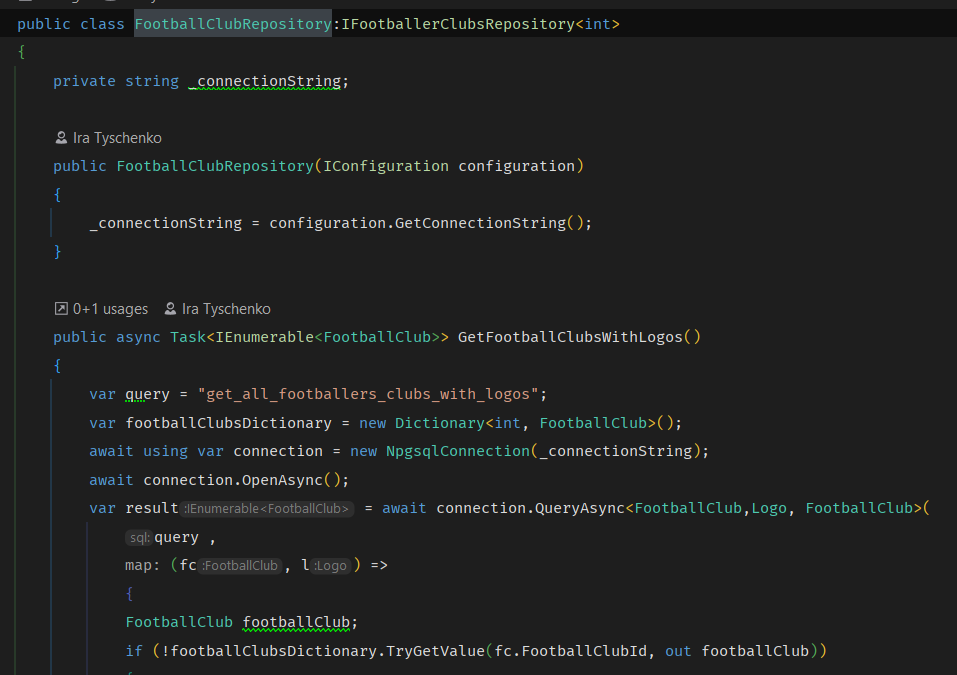 public class FootballClubRepository:IFootballerClubsRepository<int>
{
private string _connectionString;
Ira Tyschenko
public FootballClubRepository(IConfiguration configuration)
{
_connectionString = configuration.GetConnectionString();
}
0+1 usages Ira Tyschenko
public async Task<IEnumerable<FootballClub>> GetFootballClubsWithLogos()
{
var query = "get_all_footballers_clubs_with_logos";
var footballClubsDictionary = new Dictionary<int, FootballClub>();
await using var connection = new NpgsqlConnection(_connectionString);
await connection.OpenAsync();
var result :IEnumerable<FootballClub> = await connection.QueryAsync<FootballClub,Logo, FootballClub>(
sql: query ,
map: (fc :FootballClub , l :Logo ) =>
{
FootballClub footballClub;
if (!footballClubsDictionary.TryGetValue(fc.FootballClubId, out footballClub))